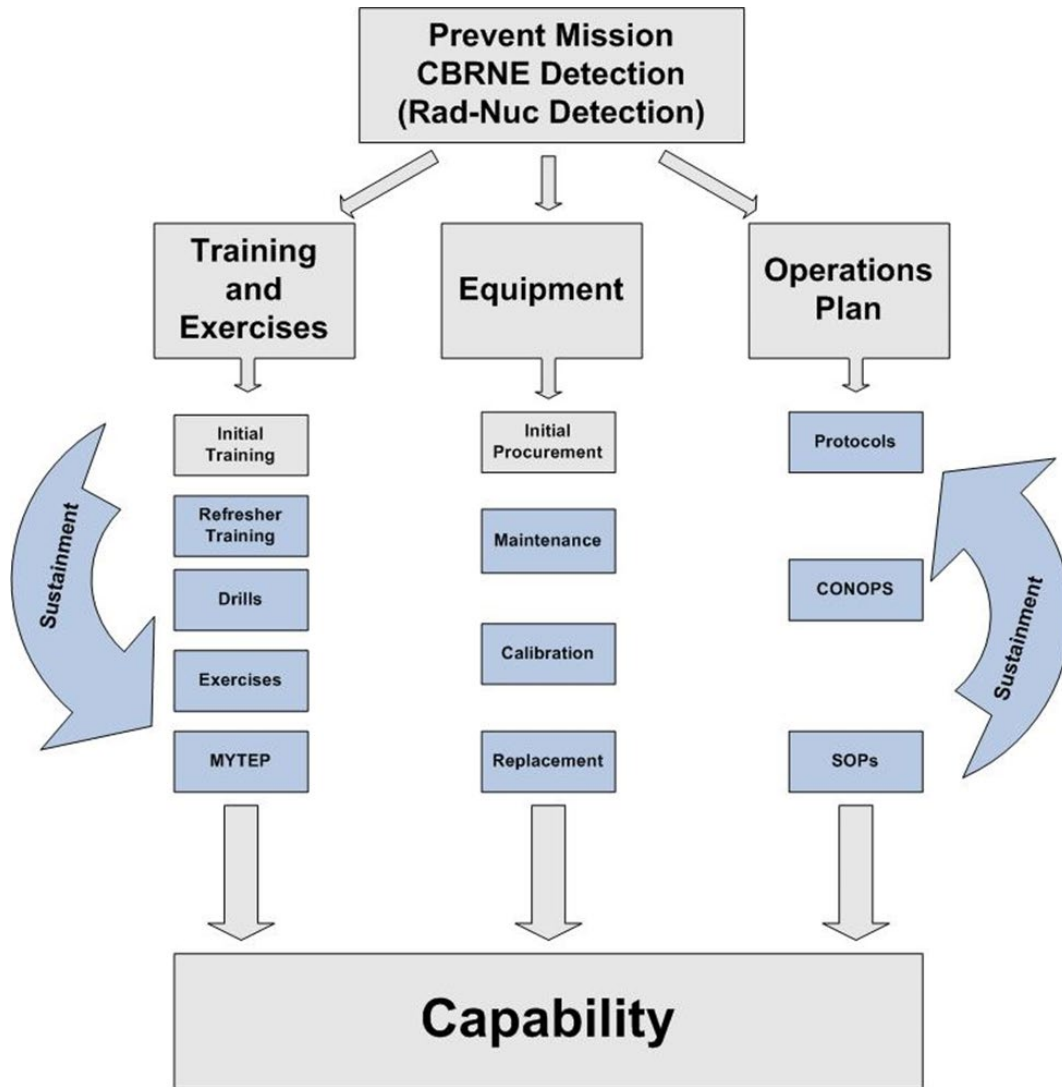 Prevent Mission
CBRNE Detection
(Rad-Nuc Detection)
Training
and
Exercises
Equipment
Operations
Plan
Initial
Training
Refresher
Training
Drills
Exercises
MYTEP
Initial
Procurement
Maintenance
Calibration
Replacement
Protocols
CONOPS
SOPs
Sustainment
Sustainment
Capability